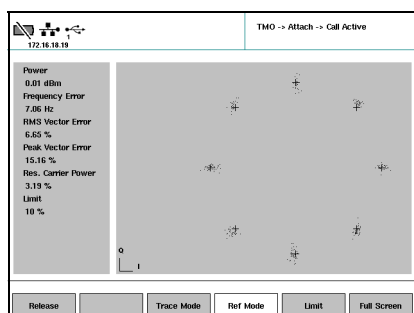 1
172.16.18.19
TMO -> Attach -> Call Active
Power
0.01 dBm
Frequency Error
7.06 Hz
RMS Vector Error
6.65 %
Peak Vector Error
15.16 %
Res. Carrier Power
3.19 %
Limit
10 %
Q
I
Release
Trace Mode
Ref Mode
Limit
Full Screen